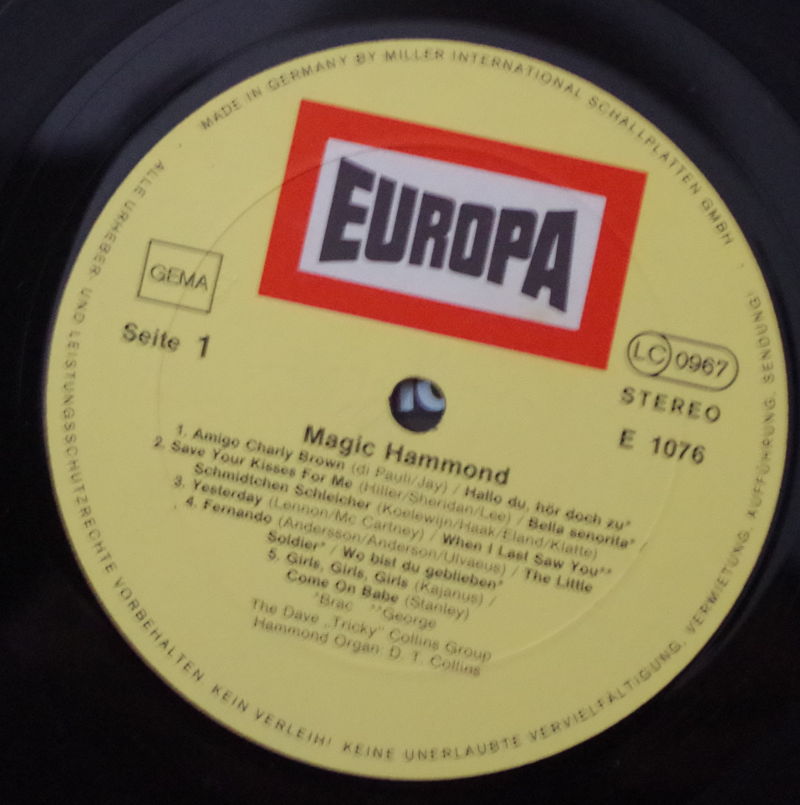 MADE IN GERMANY BY MILLER INTERNATIONAL SCHALLPLATTEN GMBH
EUROPA
GEMA
Seite 1
LC 0967
STEREO
E 1076
Magic Hammond
1. Amigo Charly Brown (di Pauli/Jay) / Hallo du, hör doch zu*
2. Save Your Kisses For Me (Hiller/Sheridan/Lee) / Bella senorita*
Schmidtchen Schleicher (Koelewijn/Haak/Eland/Klatte)
3. Yesterday (Lennon/Mc Cartney) / When I Last Saw You**
4. Fernando (Andersson/Anderson/Ulvaeus) / The Little
Soldier* / Wo bist du geblieben*
5. Girls, Girls, Girls (Kajanus) /
Come On Babe (Stanley)
*Brac **George
The Dave „Tricky" Collins Group
Hammond Organ: D. T. Collins
ALLE URHEBER- UND LEISTUNGSSCHUTZRECHTE VORBEHALTEN. KEIN VERLEIH! KEINE UNERLAUBTE VERVIELFÄLTIGUNG, VERMIETUNG, AUFFÜHRUNG, SENDUNG!